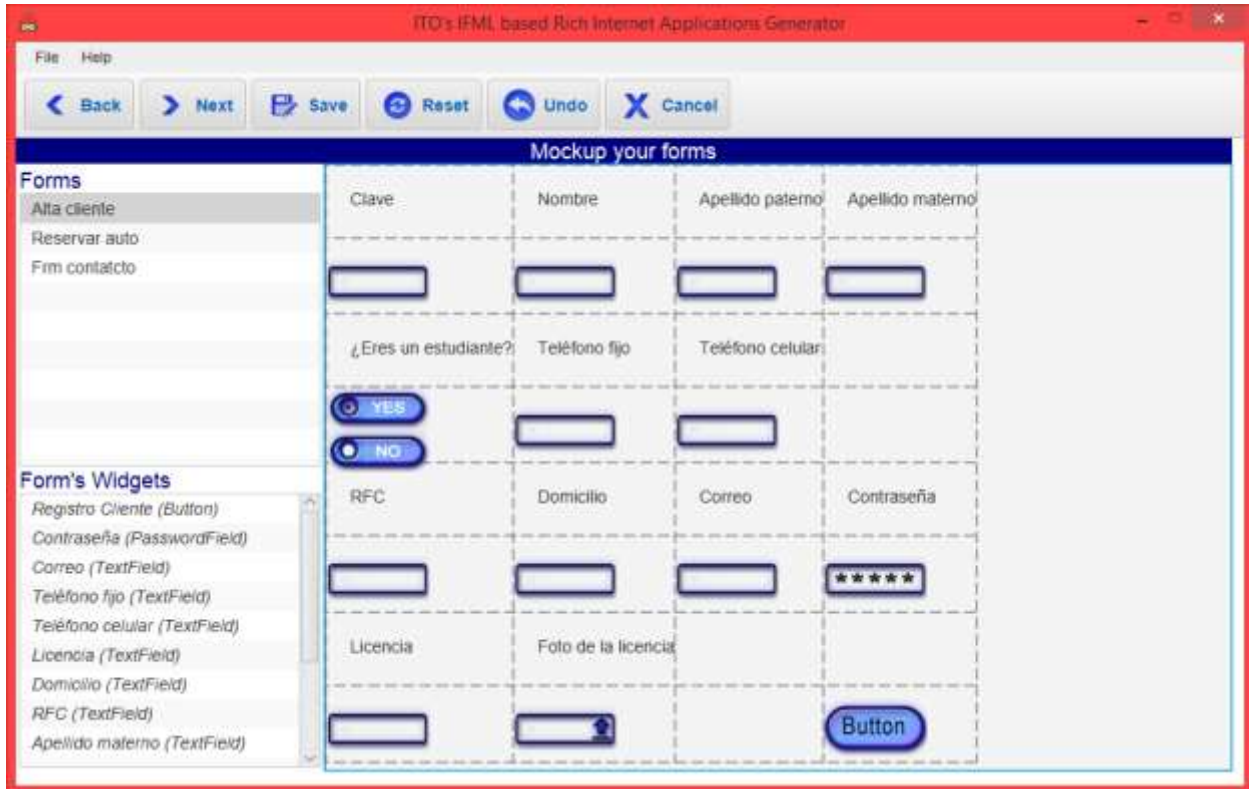 ITO's IFML based Rich Internet Applications Generator
File Help
Back Next Save Reset Undo Cancel
Mockup your forms
Forms
Alta cliente
Reservar auto
Frm contatcto
Form's Widgets
Registro Cliente (Button)
Contraseña (PasswordField)
Correo (TextField)
Teléfono fijo (TextField)
Teléfono celular (TextField)
Licencia (TextField)
Domicilio (TextField)
RFC (TextField)
Apellido materno (TextField)
Clave Nombre Apellido paterno Apellido materno
¿Eres un estudiante? Teléfono fijo Teléfono celular
YES
NO
RFC Domicilio Correo Contraseña
*****
Licencia Foto de la licencia
Button